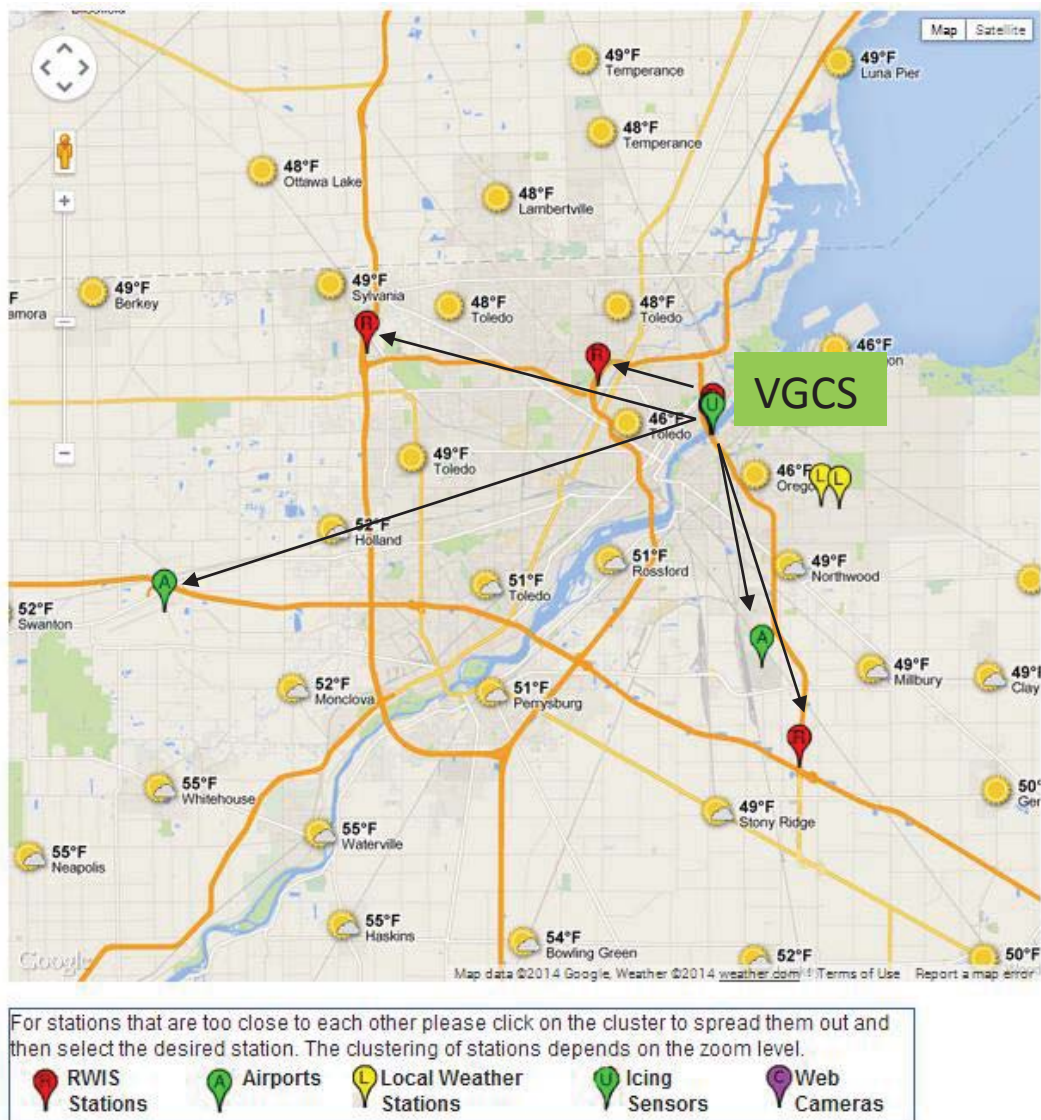 Map Satellite
49°F
Temperance
49°F
Luna Pier
48°F
Temperance
48°F
Ottawa Lake
48°F
Lambertville
49°F
Berkey
49°F
Sylvania
48°F
Toledo
48°F
Toledo
46°F
F
amora
R
R
U
VGCS
46°F
Toledo
49°F
Toledo
46°F
Oregon
L L
52°F
Holland
51°F
Rossford
49°F
Northwood
A
51°F
Toledo
52°F
Swanton
A
49°F
Millbury
49°F
Clay
52°F
Monclova
51°F
Perrysburg
R
55°F
Whitehouse
49°F
Stony Ridge
50°
Gen
55°F
Waterville
55°F
Neapolis
55°F
Haskins
54°F
Bowling Green
52°F
50°F
Google
Map data ©2014 Google, Weather ©2014 weather.com Terms of Use Report a map error
For stations that are too close to each other please click on the cluster to spread them out and
then select the desired station. The clustering of stations depends on the zoom level.
R RWIS A Airports L Local Weather U Icing C Web
Stations Stations Sensors Cameras